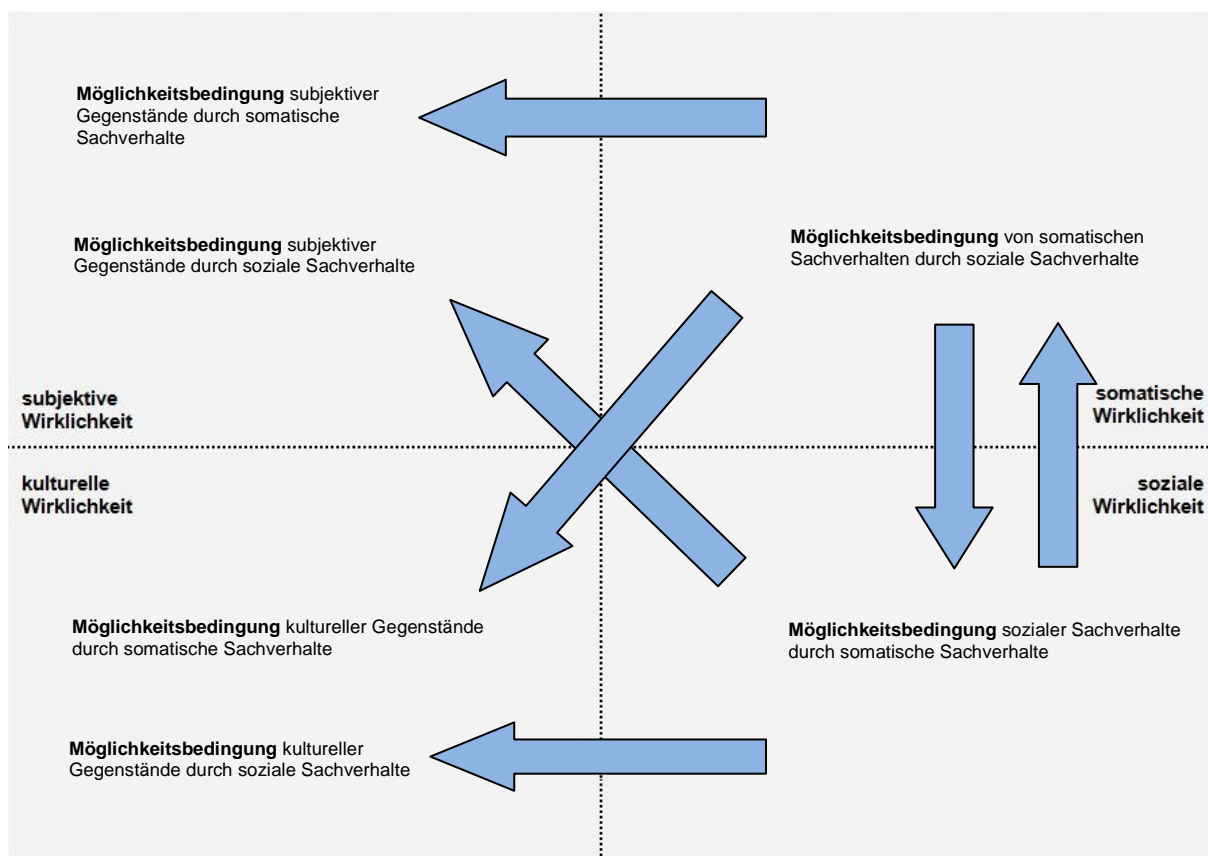 Möglichkeitsbedingung subjektiver
Gegenstände durch somatische
Sachverhalte
Möglichkeitsbedingung subjektiver
Gegenstände durch soziale Sachverhalte
Möglichkeitsbedingung von somatischen
Sachverhalten durch soziale Sachverhalte
subjektive
Wirklichkeit
somatische
Wirklichkeit
kulturelle
Wirklichkeit
soziale
Wirklichkeit
Möglichkeitsbedingung kultureller Gegenstände
durch somatische Sachverhalte
Möglichkeitsbedingung sozialer Sachverhalte
durch somatische Sachverhalte
Möglichkeitsbedingung kultureller
Gegenstände durch soziale Sachverhalte